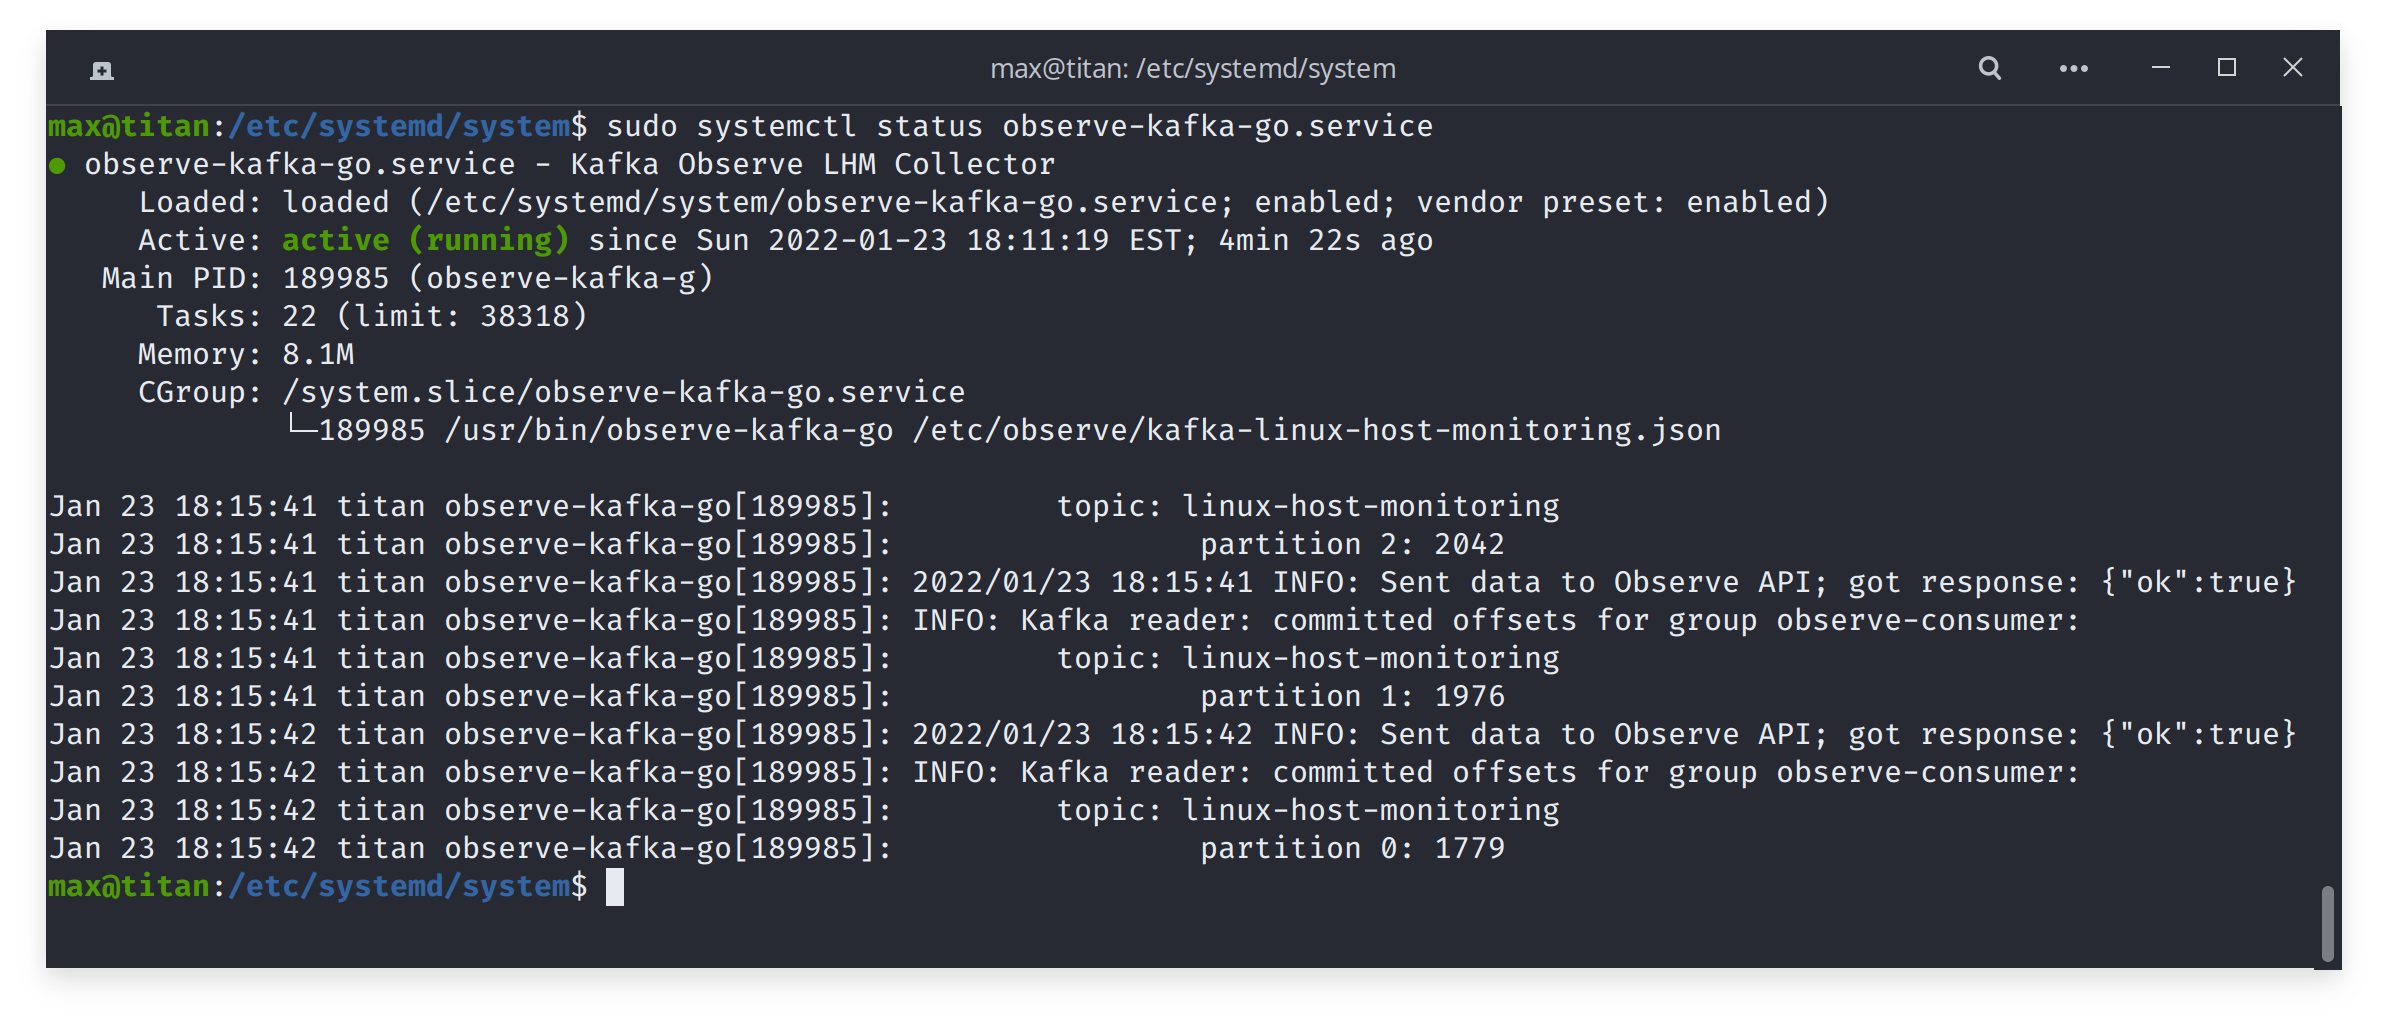 max@titan: /etc/systemd/system
max@titan:/etc/systemd/system$ sudo systemctl status observe-kafka-go.service
● observe-kafka-go.service - Kafka Observe LHM Collector
     Loaded: loaded (/etc/systemd/system/observe-kafka-go.service; enabled; vendor preset: enabled)
     Active: active (running) since Sun 2022-01-23 18:11:19 EST; 4min 22s ago
   Main PID: 189985 (observe-kafka-g)
      Tasks: 22 (limit: 38318)
     Memory: 8.1M
     CGroup: /system.slice/observe-kafka-go.service
             └─189985 /usr/bin/observe-kafka-go /etc/observe/kafka-linux-host-monitoring.json
Jan 23 18:15:41 titan observe-kafka-go[189985]:         topic: linux-host-monitoring
Jan 23 18:15:41 titan observe-kafka-go[189985]:                 partition 2: 2042
Jan 23 18:15:41 titan observe-kafka-go[189985]: 2022/01/23 18:15:41 INFO: Sent data to Observe API; got response: {"ok":true}
Jan 23 18:15:41 titan observe-kafka-go[189985]: INFO: Kafka reader: committed offsets for group observe-consumer:
Jan 23 18:15:41 titan observe-kafka-go[189985]:         topic: linux-host-monitoring
Jan 23 18:15:41 titan observe-kafka-go[189985]:                 partition 1: 1976
Jan 23 18:15:42 titan observe-kafka-go[189985]: 2022/01/23 18:15:42 INFO: Sent data to Observe API; got response: {"ok":true}
Jan 23 18:15:42 titan observe-kafka-go[189985]: INFO: Kafka reader: committed offsets for group observe-consumer:
Jan 23 18:15:42 titan observe-kafka-go[189985]:         topic: linux-host-monitoring
Jan 23 18:15:42 titan observe-kafka-go[189985]:                 partition 0: 1779
max@titan:/etc/systemd/system$